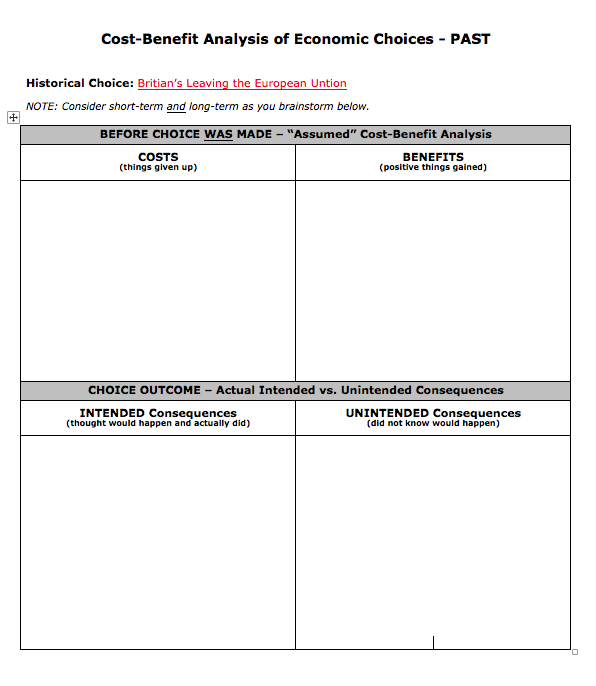 Cost-Benefit Analysis of Economic Choices - PAST
Historical Choice: Britian's Leaving the European Untion
NOTE: Consider short-term and long-term as you brainstorm below.
BEFORE CHOICE WAS MADE – “Assumed” Cost-Benefit Analysis
COSTS
(things given up)
BENEFITS
(positive things gained)
CHOICE OUTCOME – Actual Intended vs. Unintended Consequences
INTENDED Consequences
(thought would happen and actually did)
UNINTENDED Consequences
(did not know would happen)